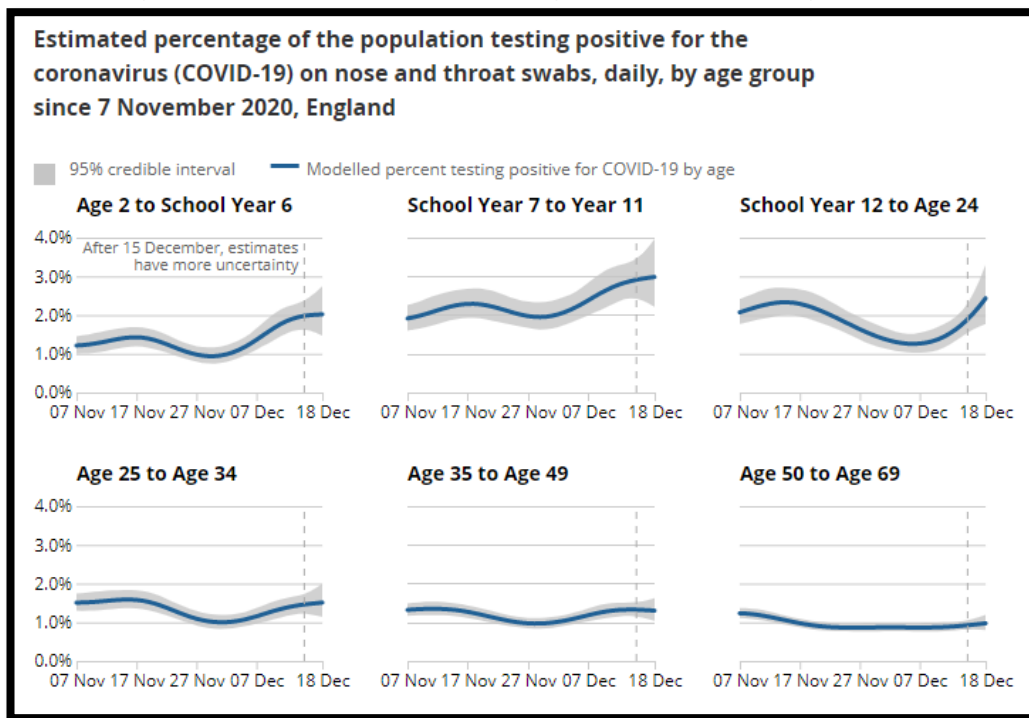 Estimated percentage of the population testing positive for the
coronavirus (COVID-19) on nose and throat swabs, daily, by age group
since 7 November 2020, England
95% credible interval
Modelled percent testing positive for COVID-19 by age
Age 2 to School Year 6
School Year 7 to Year 11
School Year 12 to Age 24
4.0%
After 15 December, estimates
have more uncertainty
3.0%
2.0%
1.0%
0.0%
07 Nov 17 Nov 27 Nov 07 Dec 18 Dec
07 Nov 17 Nov 27 Nov 07 Dec 18 Dec
07 Nov 17 Nov 27 Nov 07 Dec 18 Dec
Age 25 to Age 34
Age 35 to Age 49
Age 50 to Age 69
4.0%
3.0%
2.0%
1.0%
0.0%
07 Nov 17 Nov 27 Nov 07 Dec 18 Dec
07 Nov 17 Nov 27 Nov 07 Dec 18 Dec
07 Nov 17 Nov 27 Nov 07 Dec 18 Dec